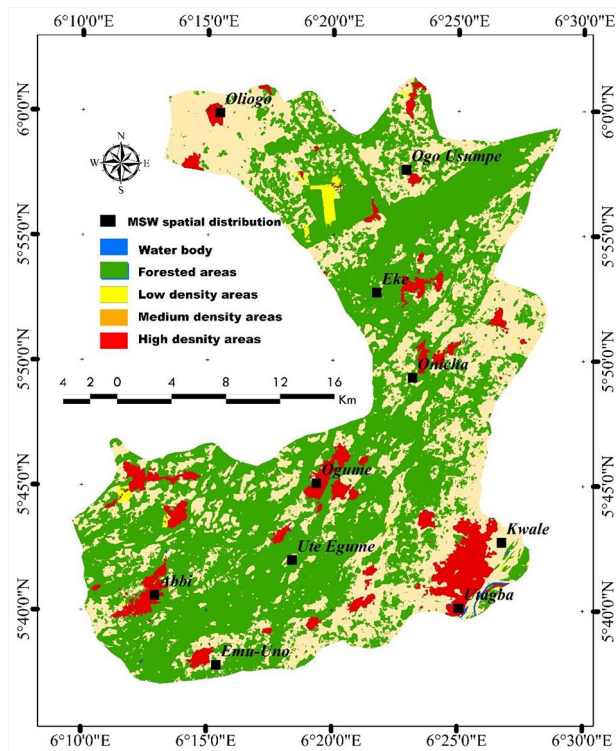 6°10'0"E 6°15'0"E 6°20'0"E 6°25'0"E 6°30'0"E
6°0'0"N
6°0'0"N
Oliogo
Ogo Usumpe
N
W E
S
MSW spatial distribution
Water body
Forested areas
Low density areas
Medium density areas
High desnity areas
5°55'0"N
5°55'0"N
Eke
5°50'0"N
5°50'0"N
Onicha
4 2 0 4 8 12 16
Km
5°45'0"N
5°45'0"N
Ogume
Kwale
Ute Egume
Abbi
Utagba
5°40'0"N
5°40'0"N
Emu-Uno
6°10'0"E 6°15'0"E 6°20'0"E 6°25'0"E 6°30'0"E